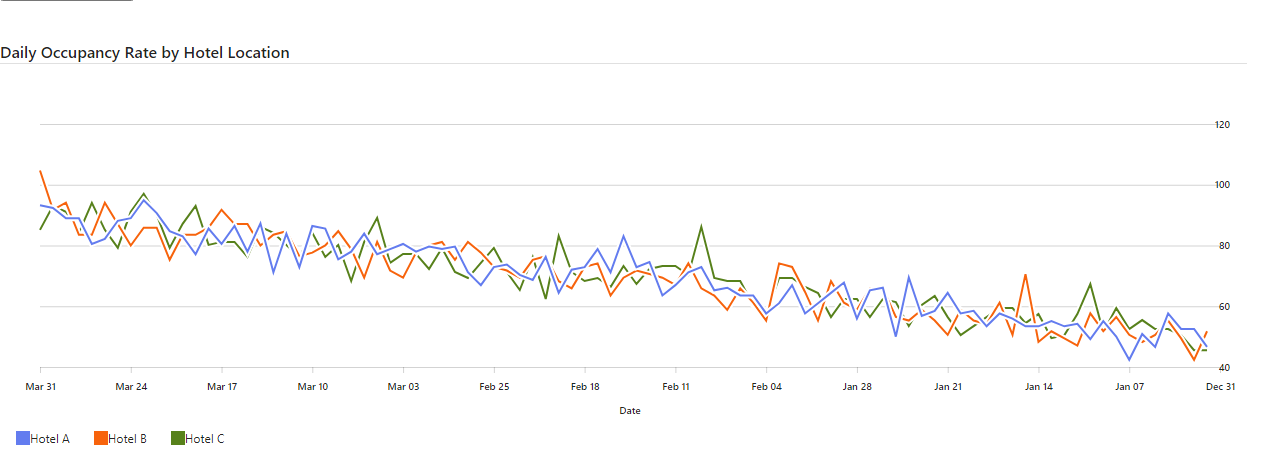 Daily Occupancy Rate by Hotel Location
120
100
80
60
40
Mar 31 Mar 24 Mar 17 Mar 10 Mar 03 Feb 25 Feb 18 Feb 11 Feb 04 Jan 28 Jan 21 Jan 14 Jan 07 Dec 31
Date
Hotel A Hotel B Hotel C